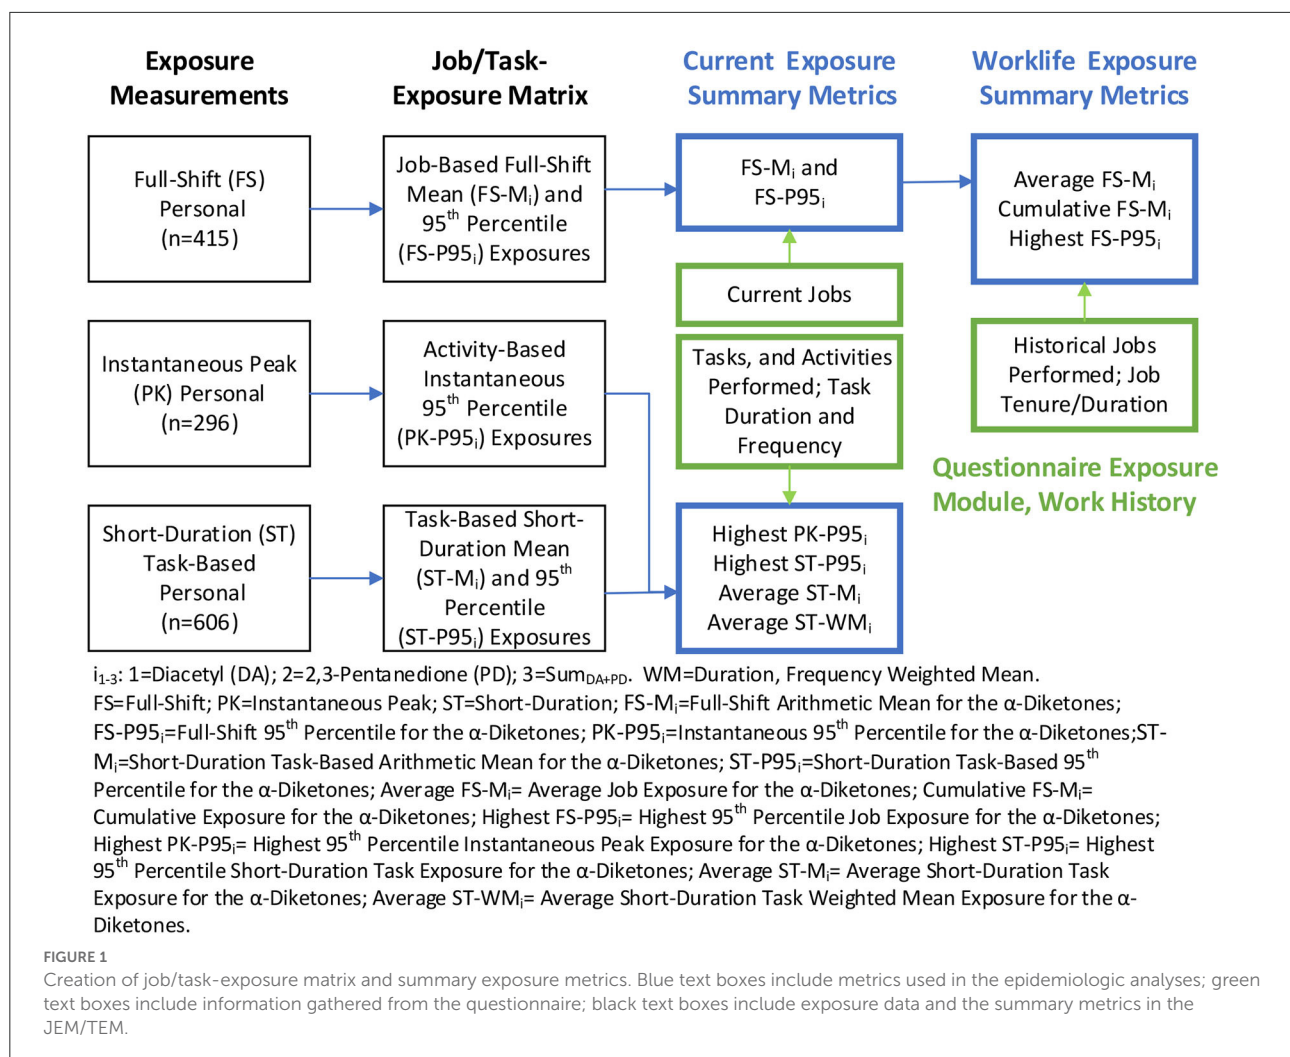 Exposure
Measurements
Job/Task-
Exposure Matrix
Current Exposure
Summary Metrics
Worklife Exposure
Summary Metrics
Full-Shift (FS)
Personal
(n=415)
Job-Based Full-Shift
Mean (FS-Mi) and
95th Percentile
(FS-P95i) Exposures
FS-Mi and
FS-P95i
Average FS-Mi
Cumulative FS-Mi
Highest FS-P95i
Current Jobs
Instantaneous Peak
(PK) Personal
(n=296)
Activity-Based
Instantaneous
95th Percentile
(PK-P95i) Exposures
Tasks, and Activities
Performed; Task
Duration and
Frequency
Historical Jobs
Performed; Job
Tenure/Duration
Questionnaire Exposure
Module, Work History
Short-Duration (ST)
Task-Based
Personal
(n=606)
Task-Based Short-
Duration Mean
(ST-Mi) and 95th
Percentile
(ST-P95i) Exposures
Highest PK-P95i
Highest ST-P95i
Average ST-Mi
Average ST-WMi
i1-3: 1=Diacetyl (DA); 2=2,3-Pentanedione (PD); 3=SumDA+PD. WM=Duration, Frequency Weighted Mean.
FS=Full-Shift; PK=Instantaneous Peak; ST=Short-Duration; FS-Mi=Full-Shift Arithmetic Mean for the α-Diketones;
FS-P95i=Full-Shift 95th Percentile for the α-Diketones; PK-P95i=Instantaneous 95th Percentile for the α-Diketones;ST-
Mi=Short-Duration Task-Based Arithmetic Mean for the α-Diketones; ST-P95i=Short-Duration Task-Based 95th
Percentile for the α-Diketones; Average FS-Mi= Average Job Exposure for the α-Diketones; Cumulative FS-Mi=
Cumulative Exposure for the α-Diketones; Highest FS-P95i= Highest 95th Percentile Job Exposure for the α-Diketones;
Highest PK-P95i= Highest 95th Percentile Instantaneous Peak Exposure for the α-Diketones; Highest ST-P95i= Highest
95th Percentile Short-Duration Task Exposure for the α-Diketones; Average ST-Mi= Average Short-Duration Task
Exposure for the α-Diketones; Average ST-WMi= Average Short-Duration Task Weighted Mean Exposure for the α-
Diketones.
FIGURE 1
Creation of job/task-exposure matrix and summary exposure metrics. Blue text boxes include metrics used in the epidemiologic analyses; green
text boxes include information gathered from the questionnaire; black text boxes include exposure data and the summary metrics in the
JEM/TEM.